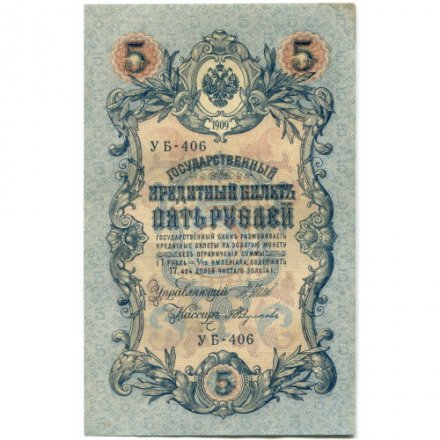 5 5
1909
УБ-406
ГОСУДАРСТВЕННЫЙ
КРЕДИТНЫЙ БИЛЕТЪ
ПЯТЬ РУБЛЕЙ
ГОСУДАРСТВЕННЫЙ БАНКЪ РАЗМѢНИВАЕТЪ
КРЕДИТНЫЕ БИЛЕТЫ НА ЗОЛОТУЮ МОНЕТУ
БЕЗЪ ОГРАНИЧЕНІЯ СУММЫ
1 РУБЛЬ = 1/15 ИМПЕРІАЛА, СОДЕРЖИТЪ
17,424 ДОЛЕЙ ЧИСТАГО ЗОЛОТА).
Управляющій
Кассиръ
УБ-406
5